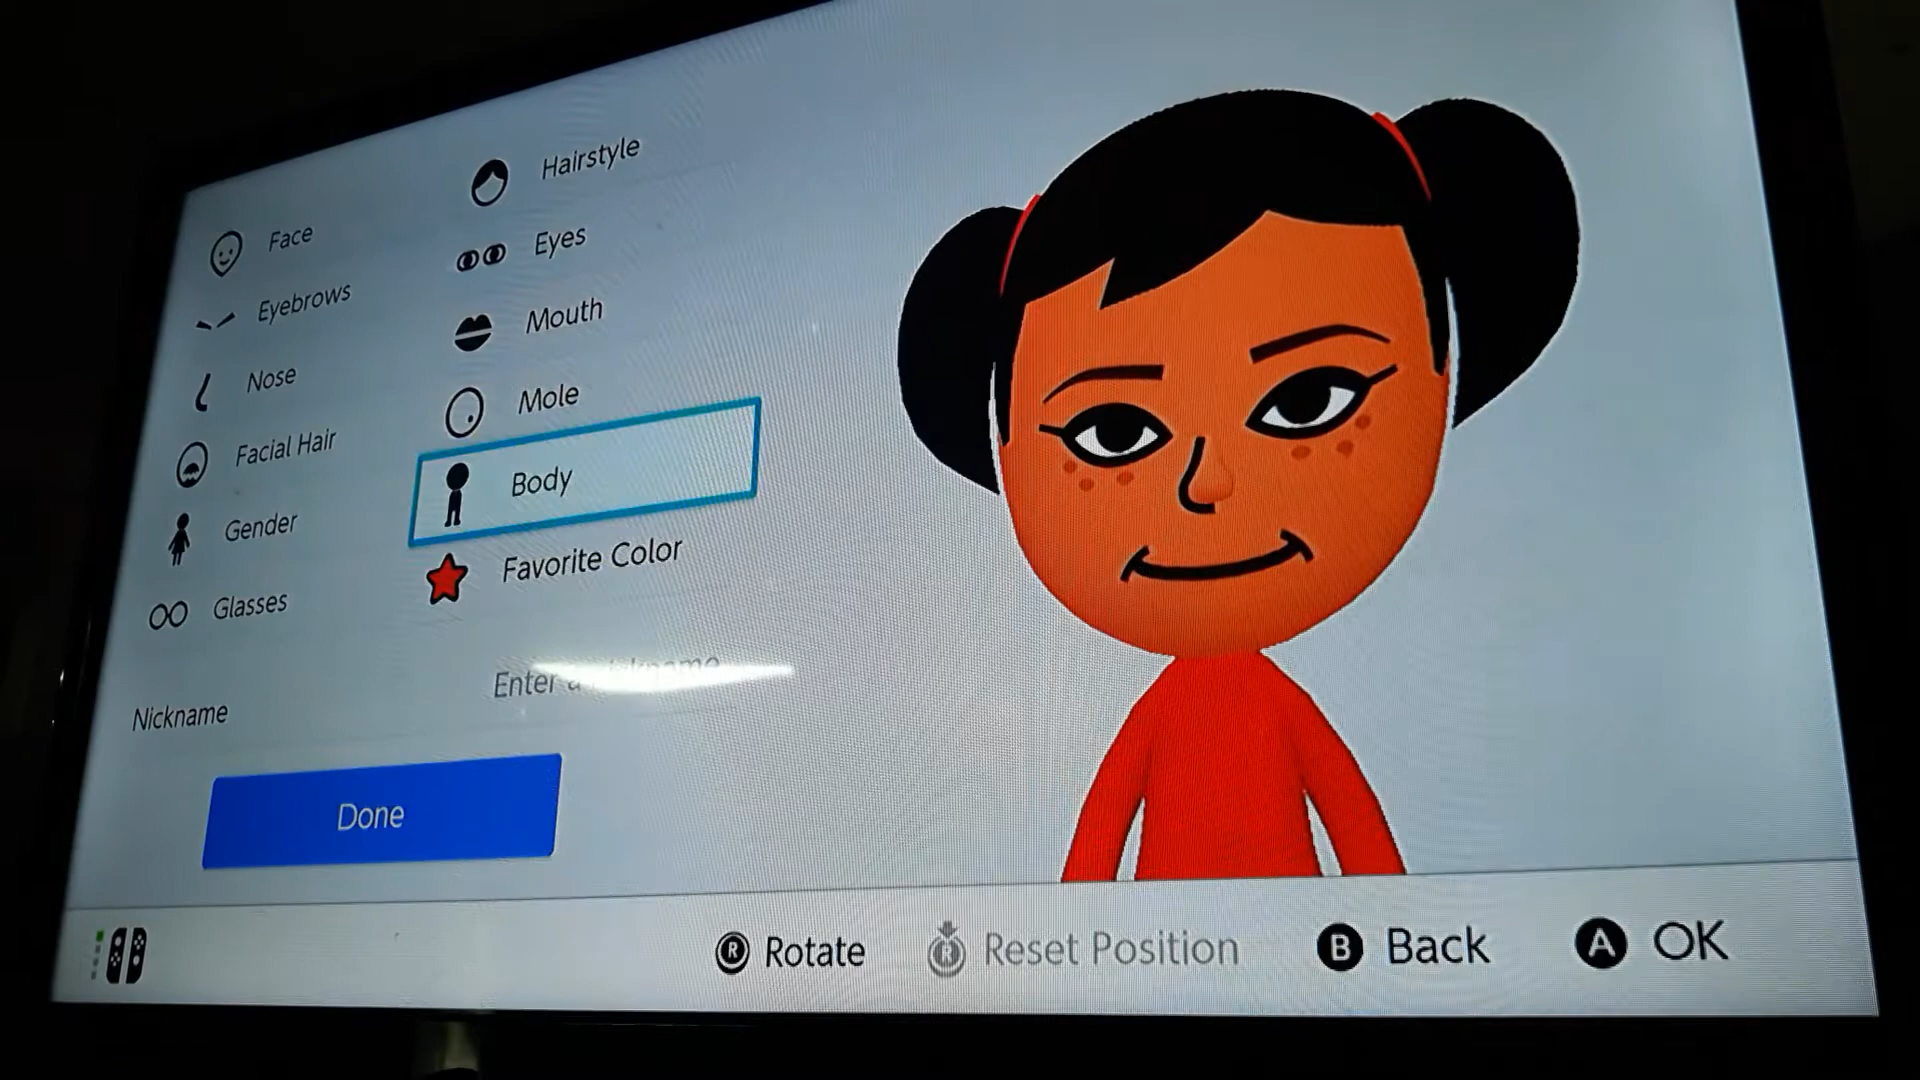 Hairstyle
Face
Eyes
Eyebrows
Mouth
Nose
Mole
Facial Hair
Body
Gender
Favorite Color
Glasses
Enter a
Nickname
Done
R Rotate
R Reset Position
B Back
A OK